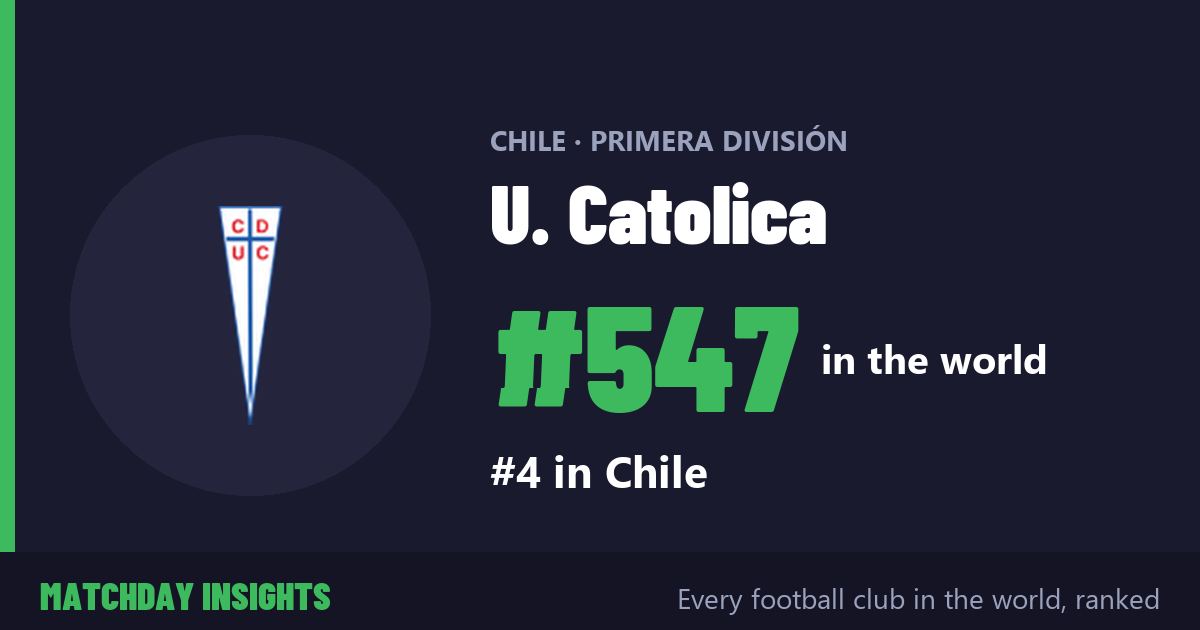 CHILE · PRIMERA DIVISIÓN
U. Catolica
C D
U C
#547 in the world
#4 in Chile
MATCHDAY INSIGHTS
Every football club in the world, ranked